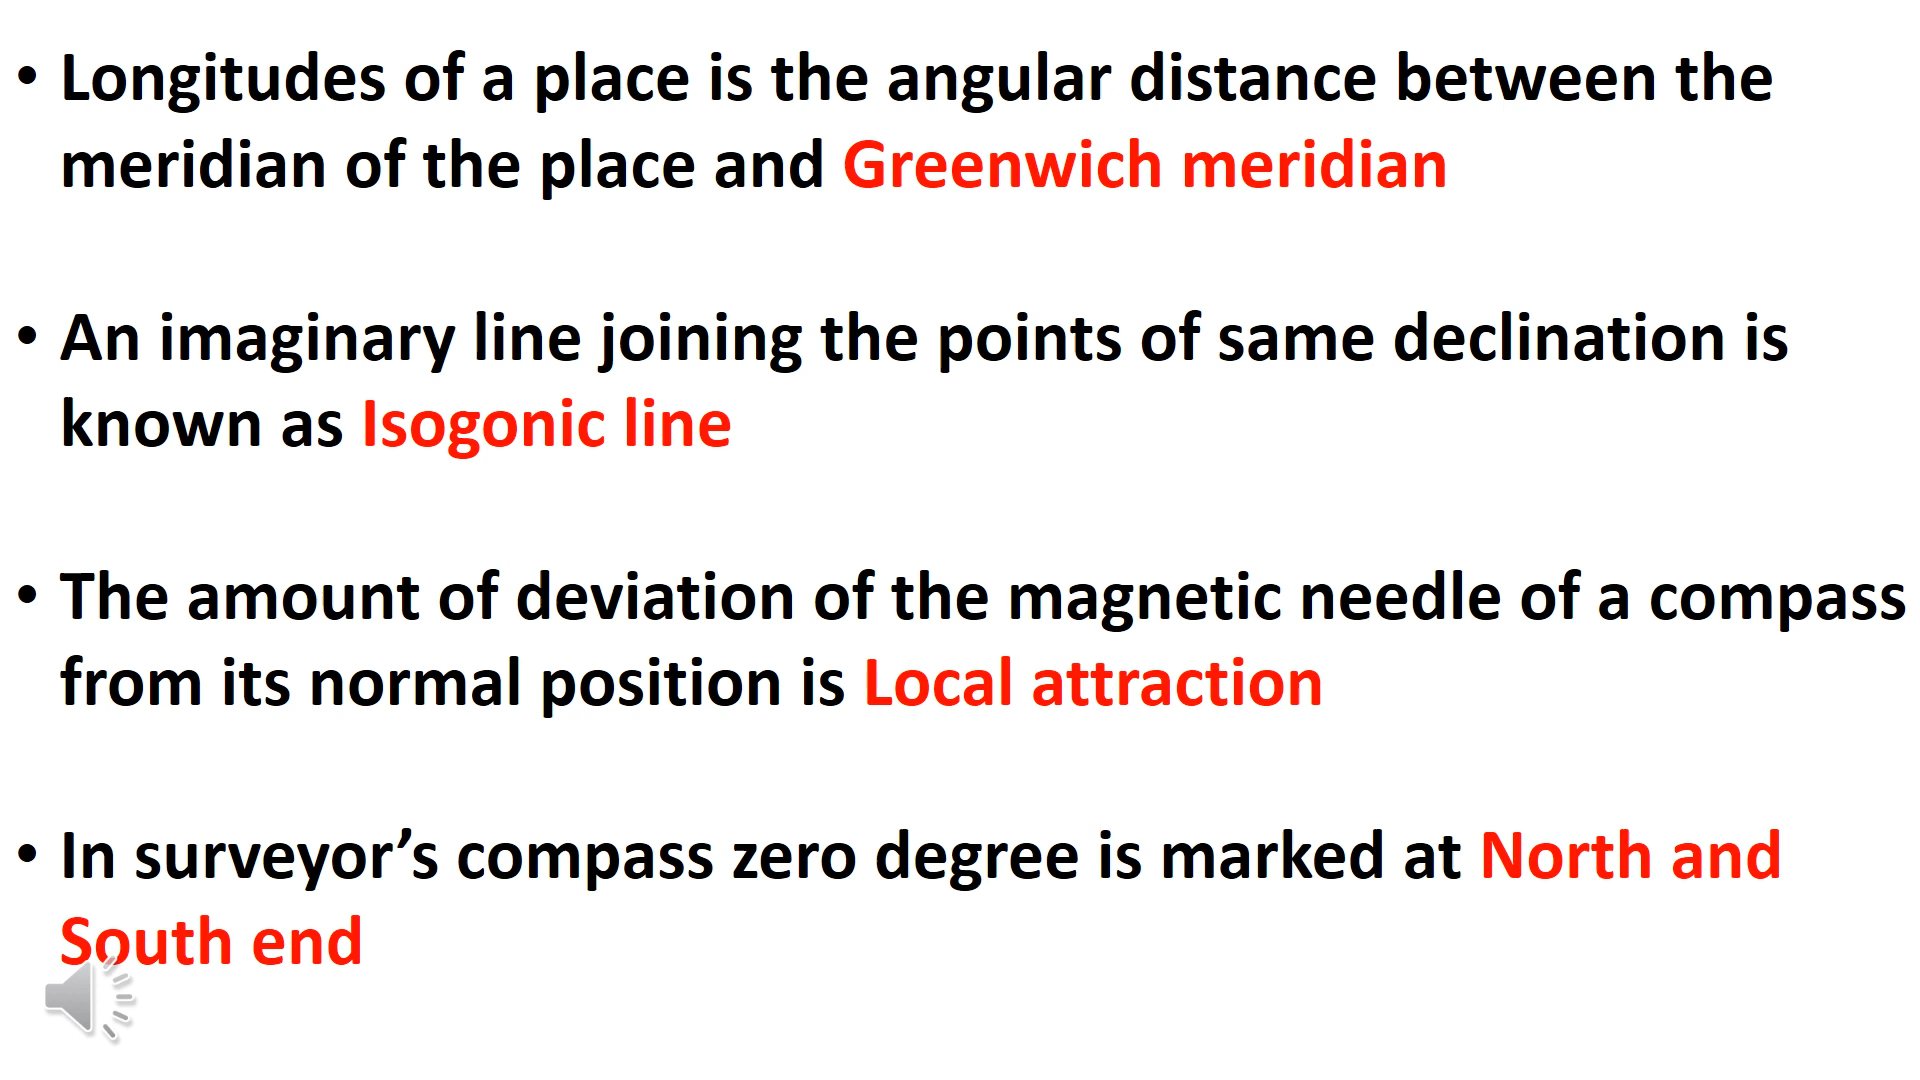 • Longitudes of a place is the angular distance between the
meridian of the place and Greenwich meridian
• An imaginary line joining the points of same declination is
known as Isogonic line
• The amount of deviation of the magnetic needle of a compass
from its normal position is Local attraction
• In surveyor’s compass zero degree is marked at North and
South end